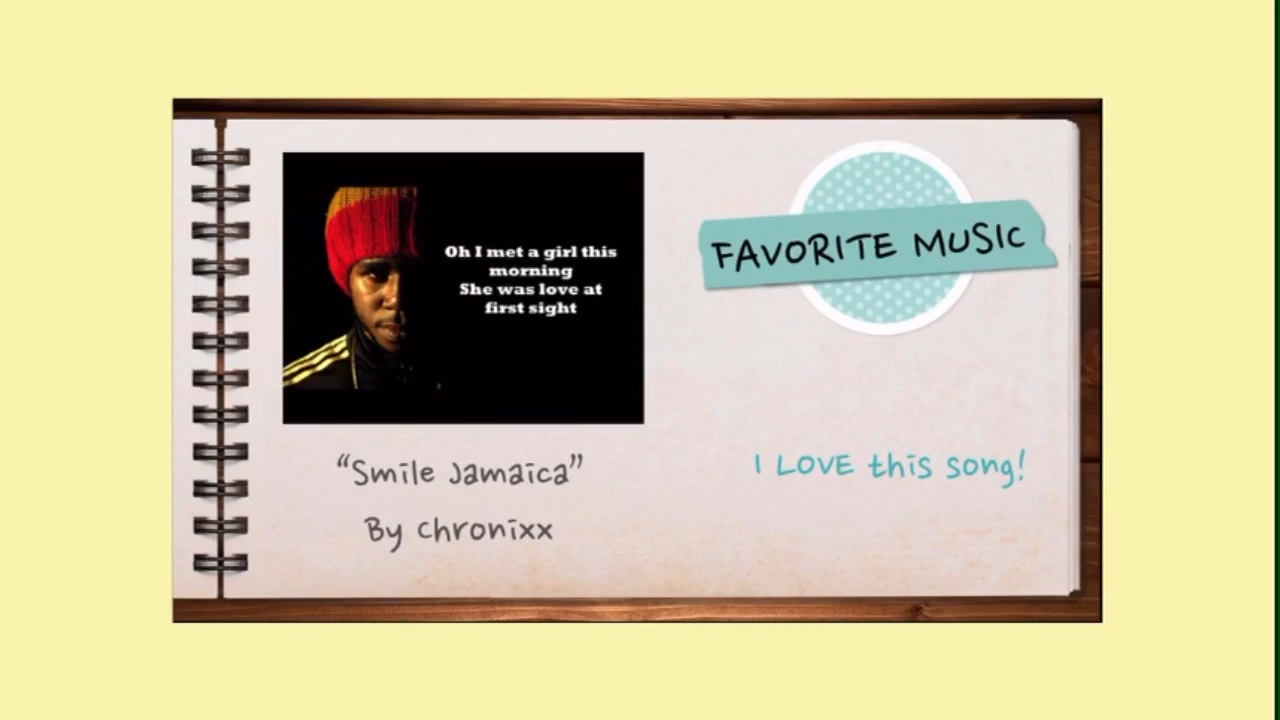 Oh I met a girl this
morning
She was love at
first sight
FAVORITE MUSIC
"Smile Jamaica"
By Chronixx
I LOVE this song!